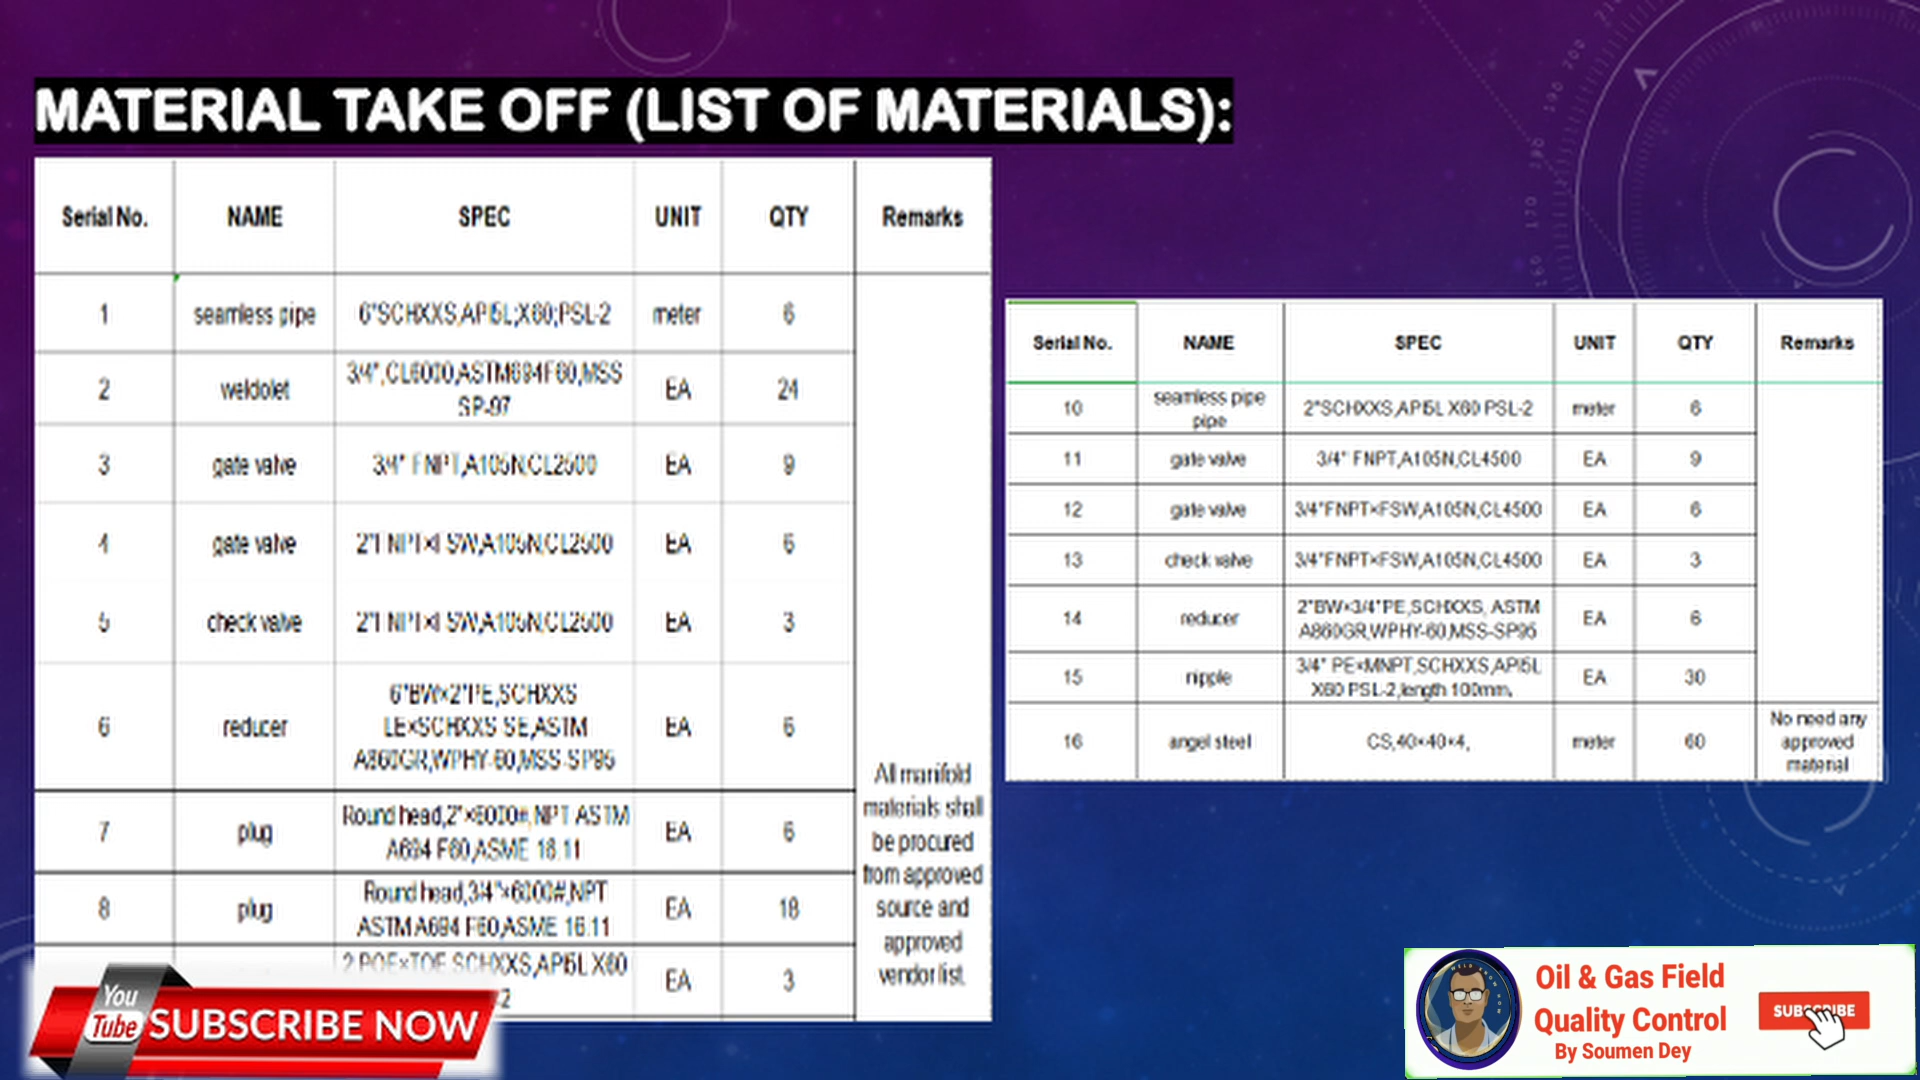 MATERIAL TAKE OFF (LIST OF MATERIALS):
Serial No. NAME SPEC UNIT QTY Remarks
1 seamless pipe 6"SCHXXS,API5L;X60;PSL-2 meter 6
2 weldolet 3/4",CL6000,ASTM694F60,MSS SP-97 EA 24
3 gate valve 3/4" FNPT,A105N,CL2500 EA 9
4 gate valve 2"FNPT×FSW,A105N,CL2500 EA 6
5 check valve 2"FNPT×FSW,A105N,CL2500 EA 3
6 reducer 6"BW×2"PE,SCHXXS
LE×SCHXXS SE,ASTM
A860GR,WPHY-60,MSS-SP95 EA 6
7 plug Round head,2"×6000#,NPT ASTM
A694 F60,ASME 16.11 EA 6
8 plug Round head,3/4"×6000#,NPT
ASTM A694 F60,ASME 16.11 EA 18
SCHXXS,API5L X60 EA 3
2
All manifold
materials shall
be procured
from approved
source and
approved
vendor list.
Serial No. NAME SPEC UNIT QTY Remarks
10 seamless pipe
pipe 2"SCHXXS,API5L X60 PSL-2 meter 6
11 gate valve 3/4" FNPT,A105N,CL4500 EA 9
12 gate valve 3/4"FNPT×FSW,A105N,CL4500 EA 6
13 check valve 3/4"FNPT×FSW,A105N,CL4500 EA 3
14 reducer 2"BW×3/4"PE,SCHXXS, ASTM
A860GR,WPHY-60,MSS-SP95 EA 6
15 nipple 3/4" PE×MNPT,SCHXXS,API5L
X60 PSL-2,length 100mm, EA 30
16 angel steel CS,40×40×4, meter 60
No need any
approved
material
You
Tube SUBSCRIBE NOW
Oil & Gas Field
Quality Control
By Soumen Dey
SUBSCRIBE